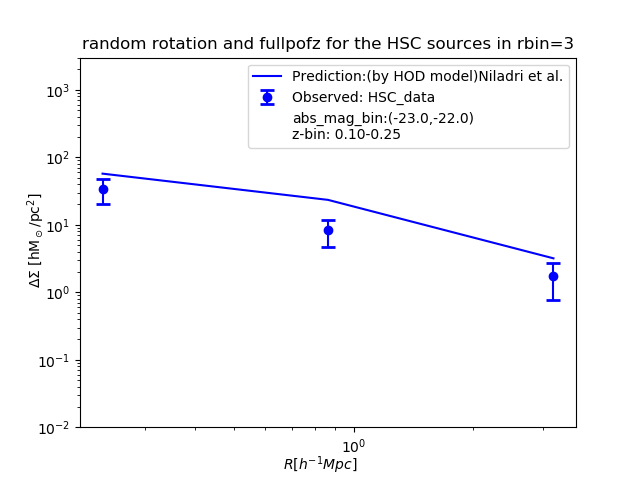 random rotation and fullpofz for the HSC sources in rbin=3
Prediction:(by HOD model)Niladri et al.
Observed: HSC_data
abs_mag_bin:(-23.0,-22.0)
z-bin: 0.10-0.25
10³
10²
10¹
10⁰
10⁻¹
10⁻²
ΔΣ [hM⊙/pc²]
10⁰
R[h⁻¹Mpc]